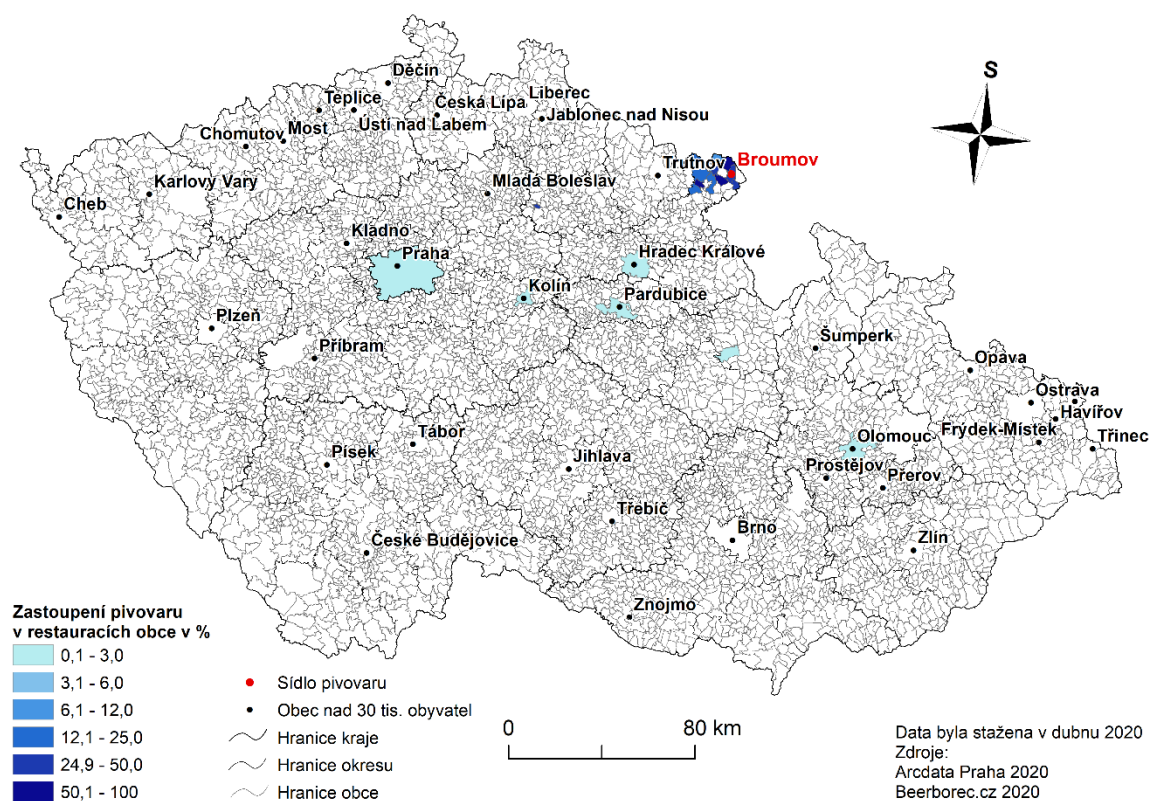 Děčín
Teplice
Česká Lípa
Liberec
Ústí nad Labem
Jablonec nad Nisou
Chomutov
Most
S
Trutnov
Broumov
Karlovy Vary
Mladá Boleslav
Cheb
Kladno
Praha
Hradec Králové
Kolín
Pardubice
Plzeň
Šumperk
Příbram
Opava
Ostrava
Havířov
Tábor
Olomouc
Frýdek-Místek
Třinec
Písek
Jihlava
Prostějov
Přerov
Třebíč
Brno
České Budějovice
Zlín
Znojmo
Zastoupení pivovaru
v restauracích obce v %
0,1 - 3,0
3,1 - 6,0
6,1 - 12,0
12,1 - 25,0
24,9 - 50,0
50,1 - 100
Sídlo pivovaru
Obec nad 30 tis. obyvatel
Hranice kraje
Hranice okresu
Hranice obce
0 80 km
Data byla stažena v dubnu 2020
Zdroje:
Arcdata Praha 2020
Beerborec.cz 2020